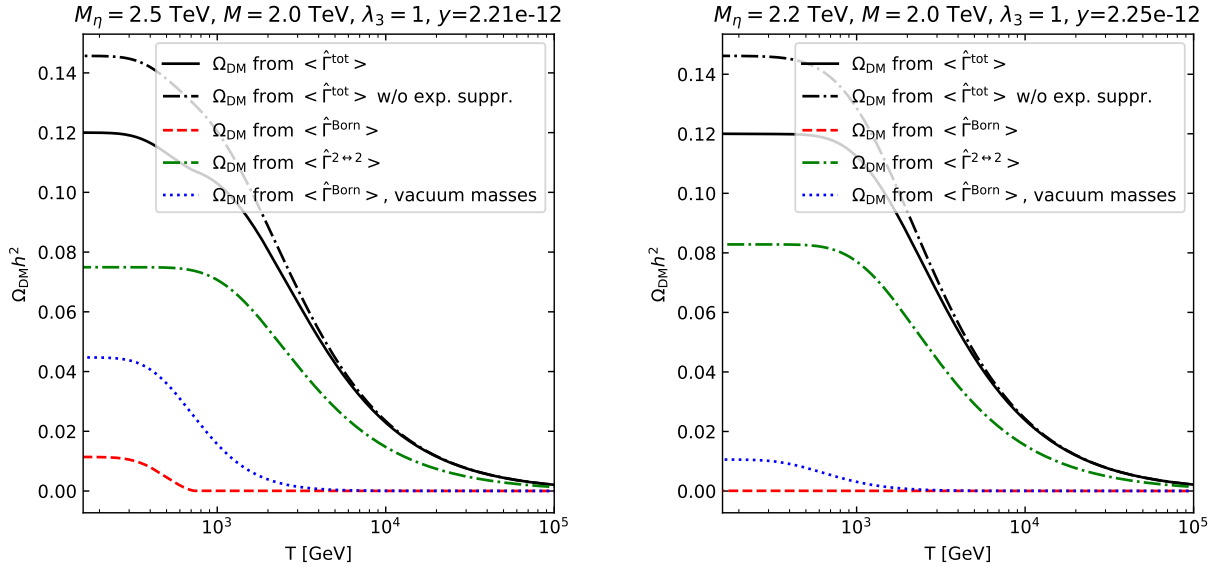 M_η = 2.5 TeV, M = 2.0 TeV, λ_3 = 1, y=2.21e-12
Ω_DM h^2
0.14
0.12
0.10
0.08
0.06
0.04
0.02
0.00
Ω_DM from < Γ̂^tot >
Ω_DM from < Γ̂^tot > w/o exp. suppr.
Ω_DM from < Γ̂^Born >
Ω_DM from < Γ̂^2↔2 >
Ω_DM from < Γ̂^Born > , vacuum masses
10^3 10^4 10^5
T [GeV]
M_η = 2.2 TeV, M = 2.0 TeV, λ_3 = 1, y=2.25e-12
Ω_DM h^2
0.14
0.12
0.10
0.08
0.06
0.04
0.02
0.00
Ω_DM from < Γ̂^tot >
Ω_DM from < Γ̂^tot > w/o exp. suppr.
Ω_DM from < Γ̂^Born >
Ω_DM from < Γ̂^2↔2 >
Ω_DM from < Γ̂^Born > , vacuum masses
10^3 10^4 10^5
T [GeV]